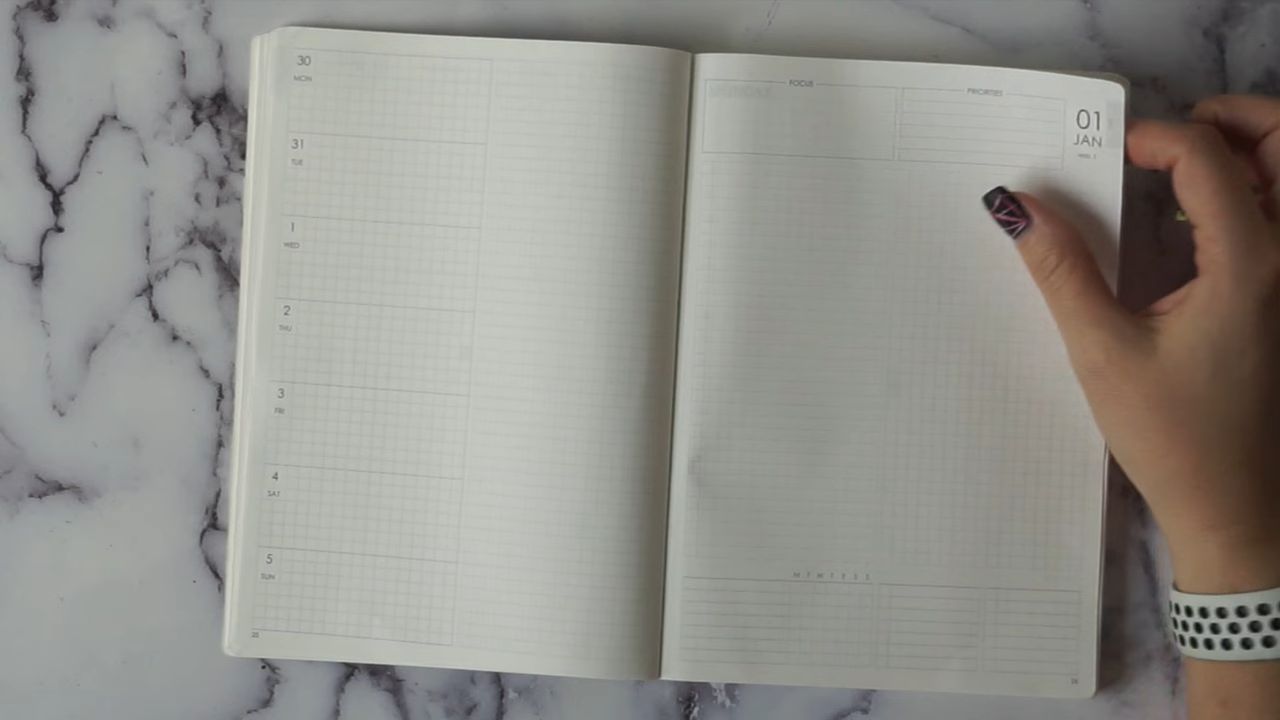 30
MON
31
TUE
1
WED
2
THU
3
FRI
4
SAT
5
SUN
FOCUS
PRIORITIES
01
JAN
M T W T F S S